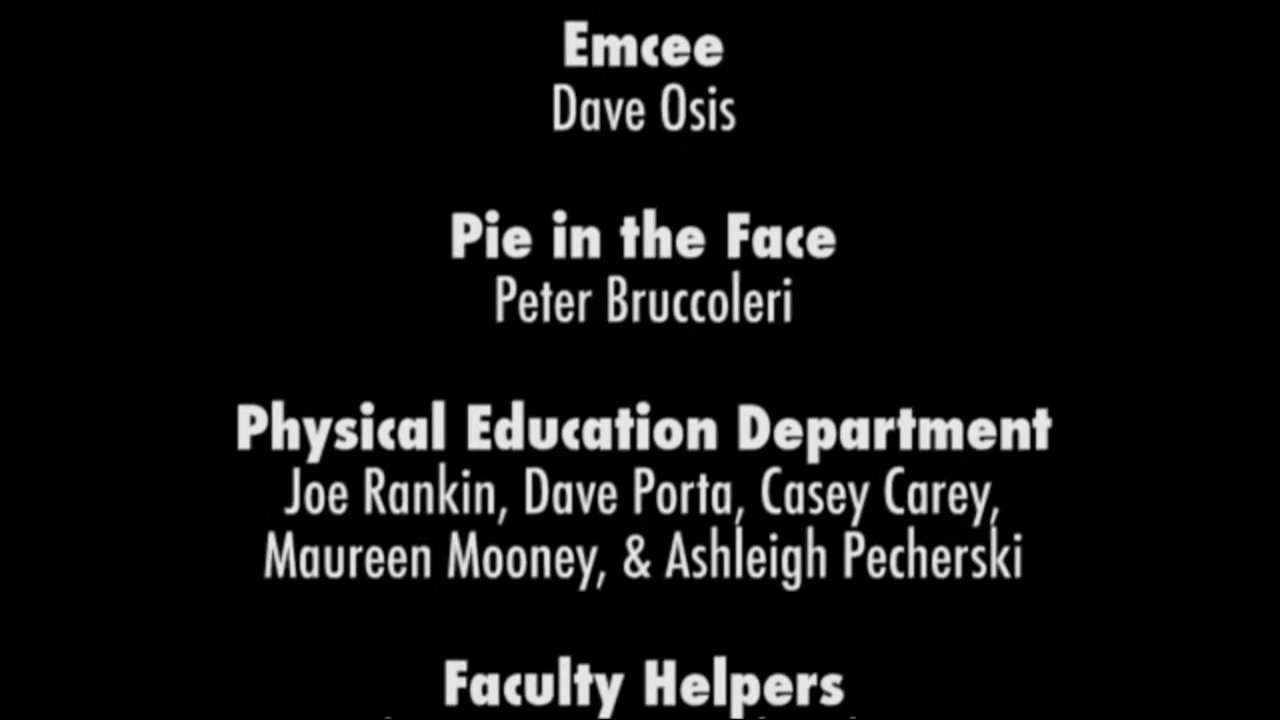 Emcee
Dave Osis
Pie in the Face
Peter Bruccoleri
Physical Education Department
Joe Rankin, Dave Porta, Casey Carey,
Maureen Mooney, & Ashleigh Pecherski
Faculty Helpers